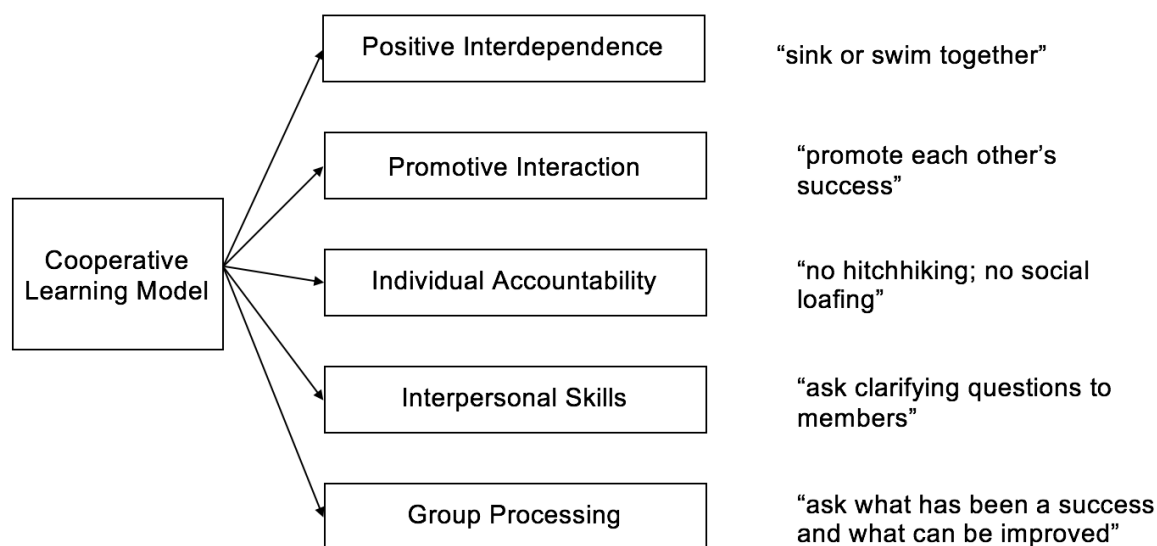 Positive Interdependence
“sink or swim together”
Promotive Interaction
“promote each other’s
success”
Cooperative
Learning Model
Individual Accountability
“no hitchhiking; no social
loafing”
Interpersonal Skills
“ask clarifying questions to
members”
Group Processing
“ask what has been a success
and what can be improved”